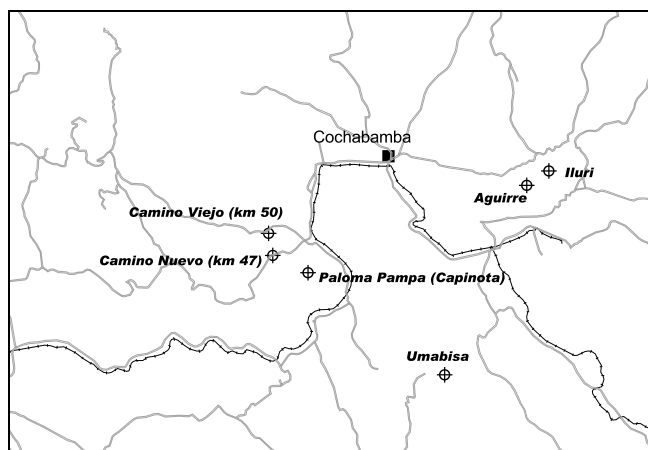 Cochabamba
Iluri
Aguirre
Camino Viejo (km 50)
Camino Nuevo (km 47)
Paloma Pampa (Capinota)
Umabisa